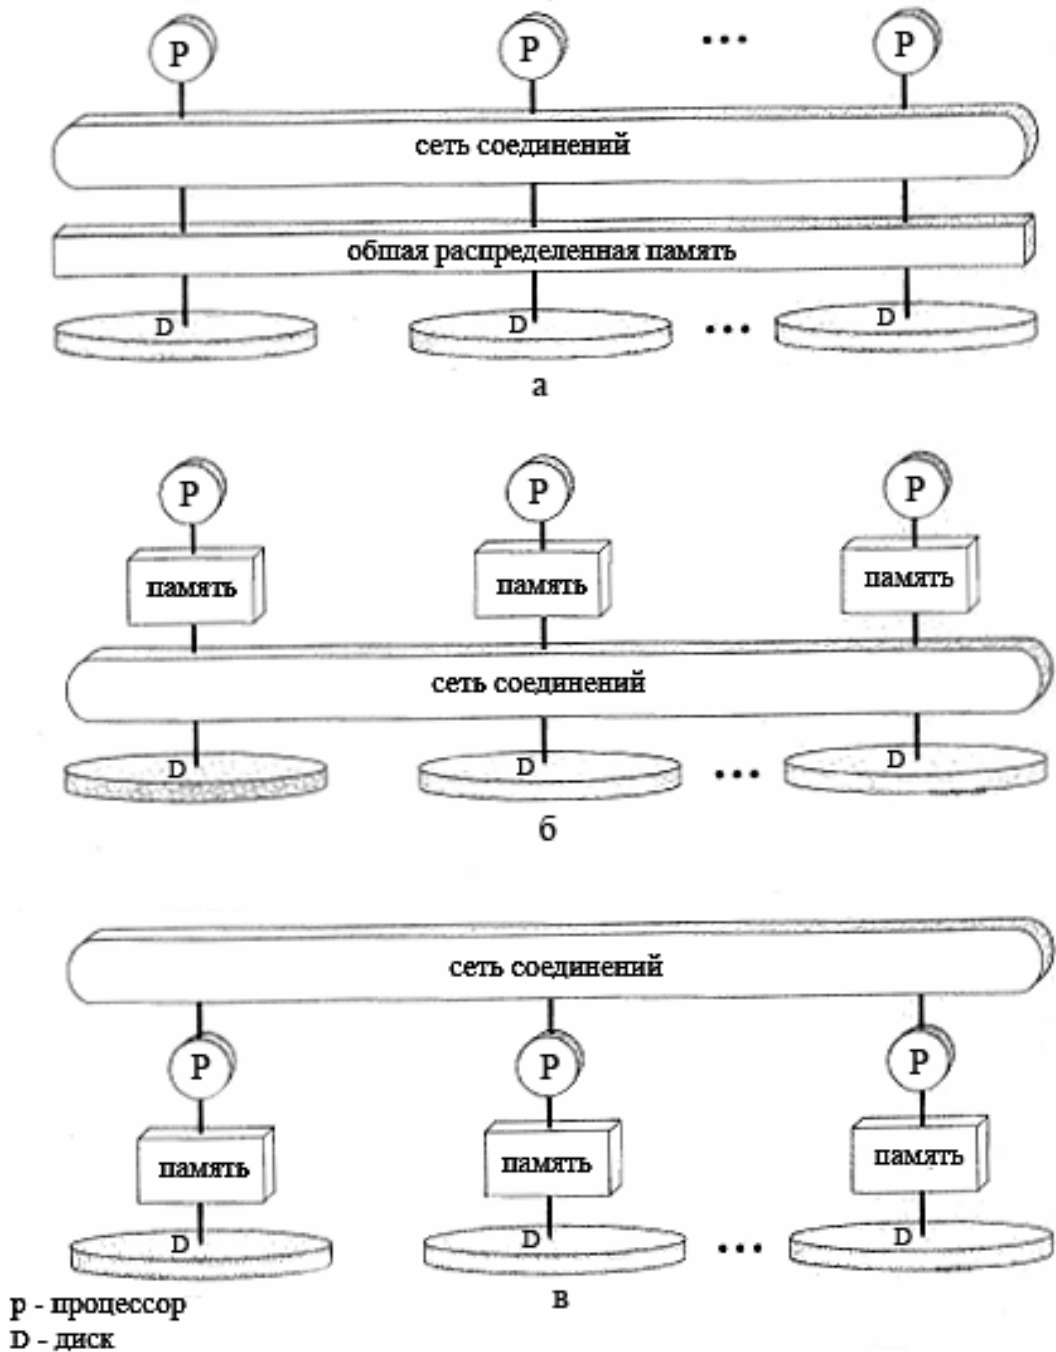 P P ... P
сеть соединений
общая распределенная память
D D ... D
а
P P P
память память память
сеть соединений
D D ... D
б
сеть соединений
P P P
память память память
D D ... D
в
p - процессор
D - диск